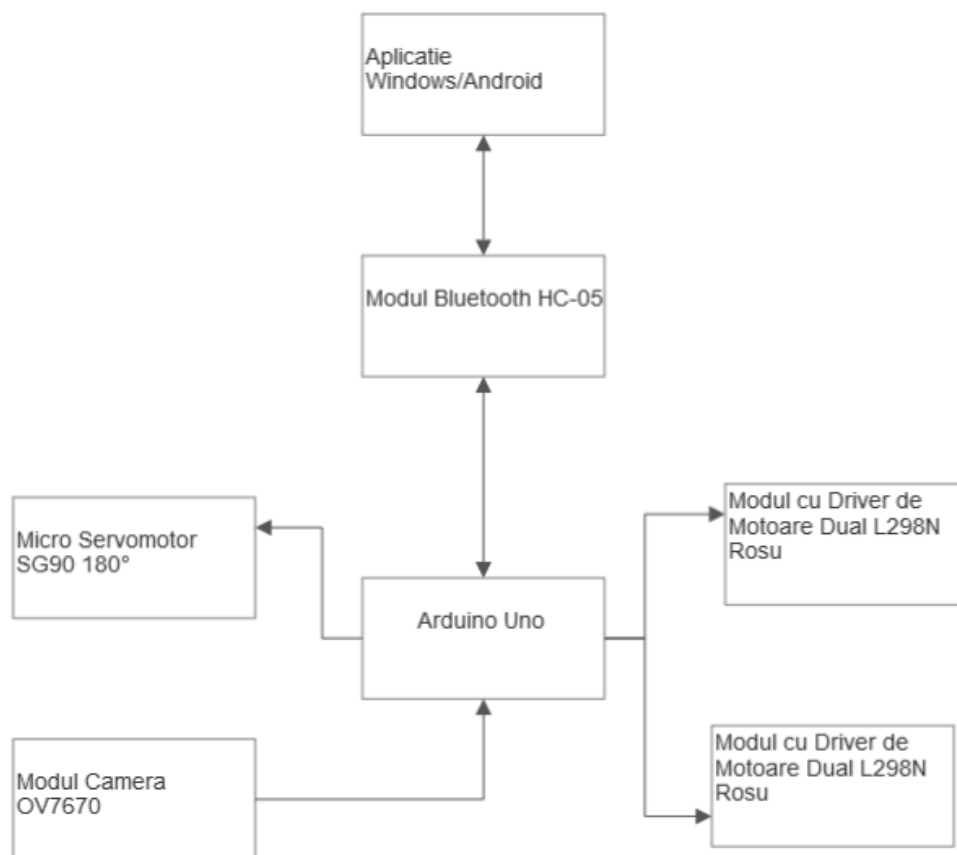 Aplicatie
Windows/Android
Modul Bluetooth HC-05
Micro Servomotor
SG90 180°
Arduino Uno
Modul cu Driver de
Motoare Dual L298N
Rosu
Modul Camera
OV7670
Modul cu Driver de
Motoare Dual L298N
Rosu